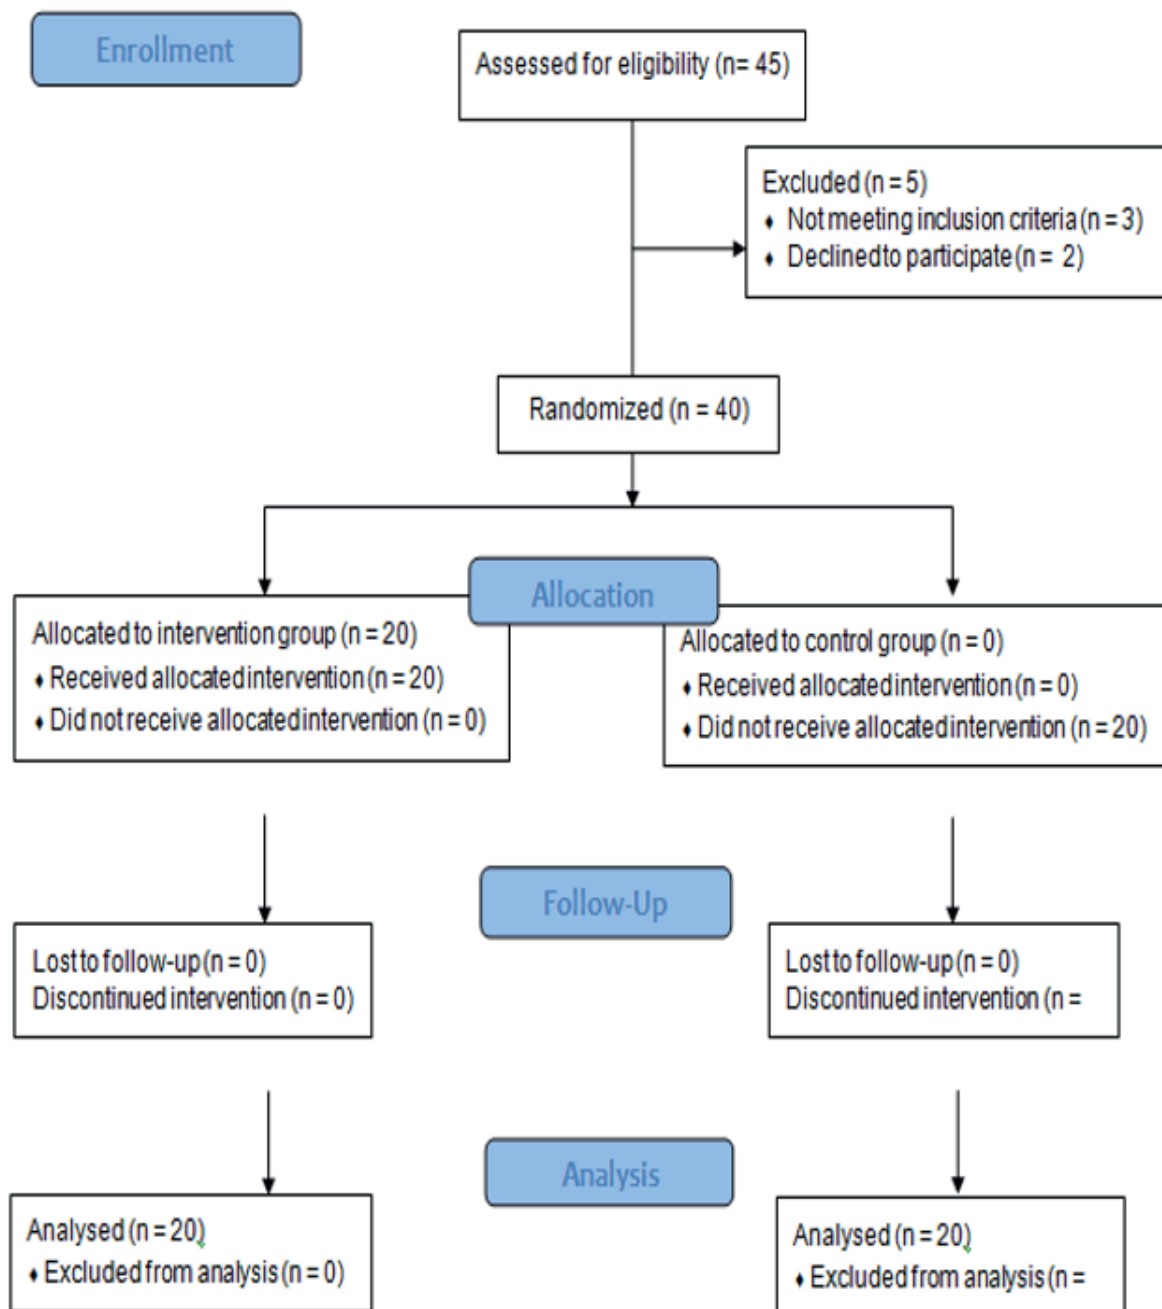 Enrollment
Assessed for eligibility (n= 45)
Excluded (n = 5)
♦ Not meeting inclusion criteria (n = 3)
♦ Declined to participate (n = 2)
Randomized (n = 40)
Allocation
Allocated to intervention group (n = 20)
♦ Received allocated intervention (n = 20)
♦ Did not receive allocated intervention (n = 0)
Allocated to control group (n = 0)
♦ Received allocated intervention (n = 0)
♦ Did not receive allocated intervention (n = 20)
Follow-Up
Lost to follow-up (n = 0)
Discontinued intervention (n = 0)
Lost to follow-up (n = 0)
Discontinued intervention (n =
Analysis
Analysed (n = 20)
♦ Excluded from analysis (n = 0)
Analysed (n = 20)
♦ Excluded from analysis (n =